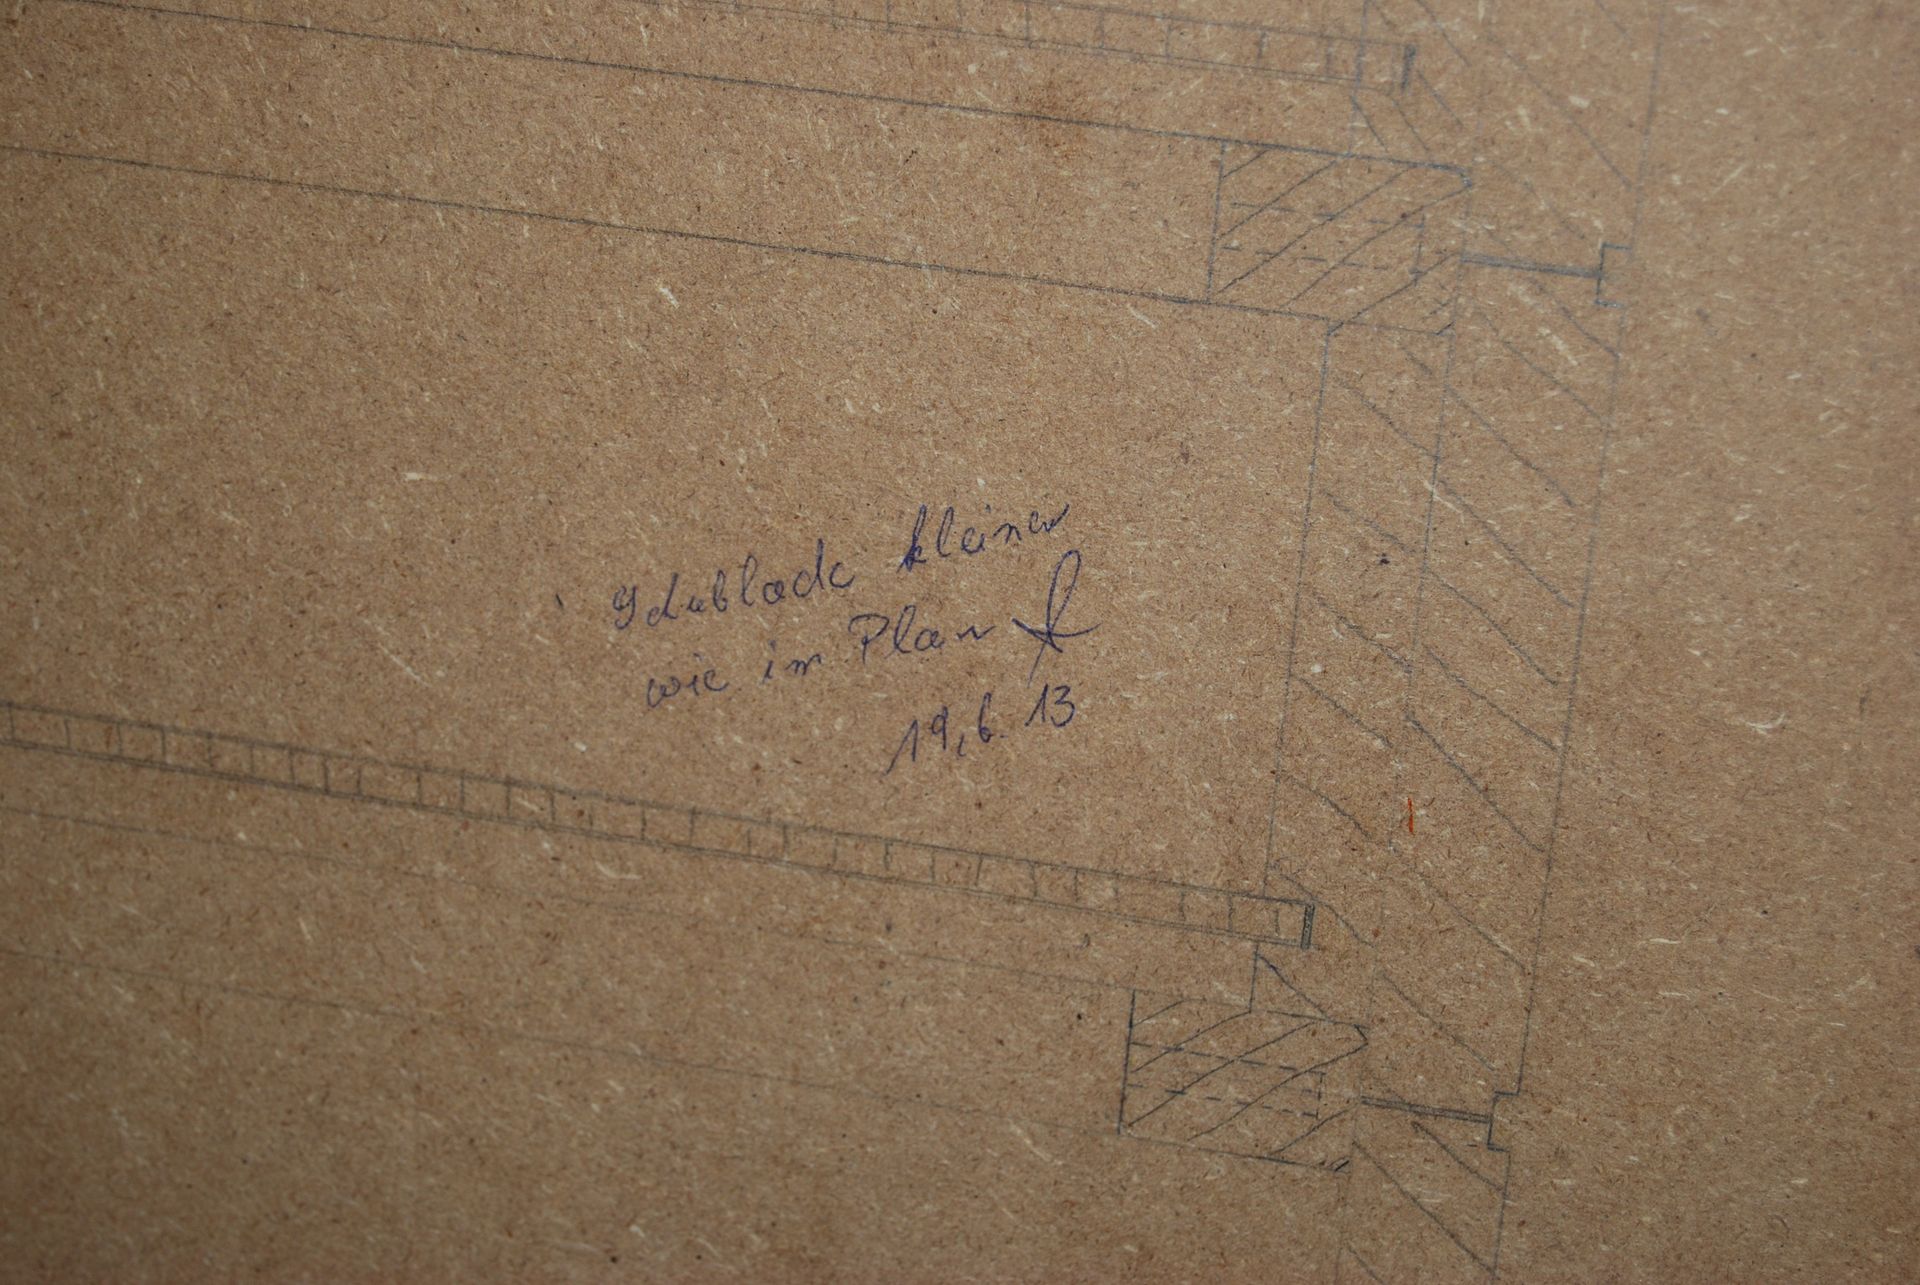 Schublade kleiner
wie im Plan
19.6.13